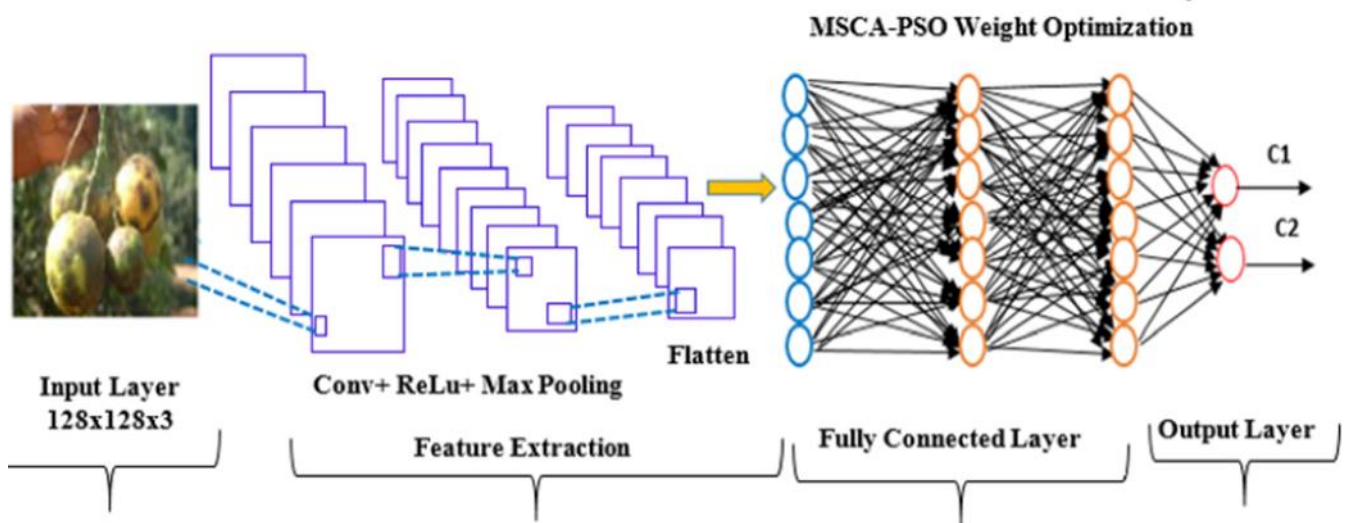 MSCA-PSO Weight Optimization
C1
C2
Flatten
Input Layer
128x128x3
Conv+ ReLu+ Max Pooling
Feature Extraction
Fully Connected Layer
Output Layer